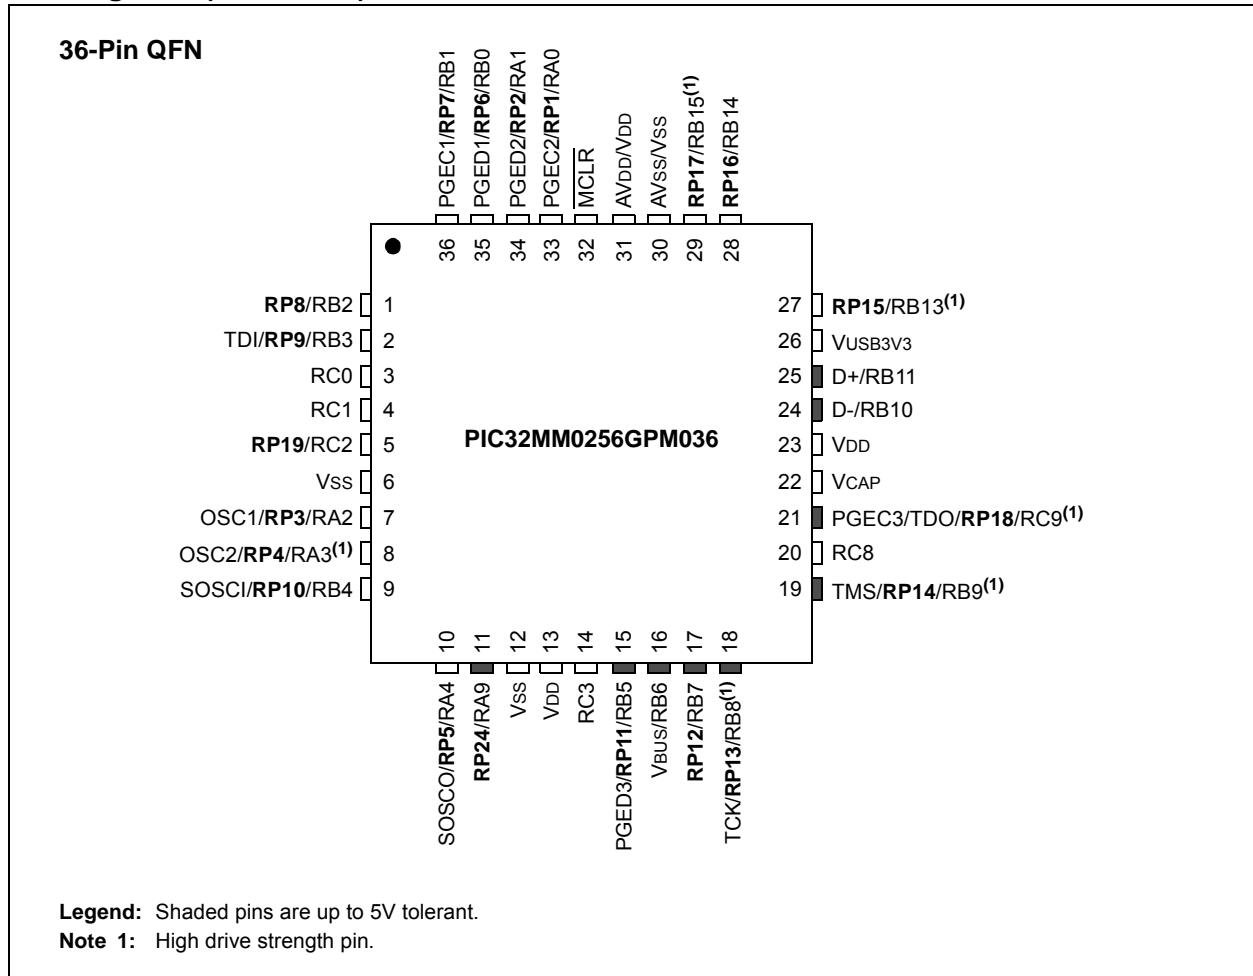 36-Pin QFN
PGEC1/RP7/RB1
PGED1/RP6/RB0
PGED2/RP2/RA1
PGEC2/RP1/RA0
MCLR
AVDD/VDD
AVSS/VSS
RP17/RB15(1)
RP16/RB14
36 35 34 33 32 31 30 29 28
RP8/RB2 1
TDI/RP9/RB3 2
RC0 3
RC1 4
RP19/RC2 5
VSS 6
OSC1/RP3/RA2 7
OSC2/RP4/RA3(1) 8
SOSCI/RP10/RB4 9
PIC32MM0256GPM036
27 RP15/RB13(1)
26 VUSB3V3
25 D+/RB11
24 D-/RB10
23 VDD
22 VCAP
21 PGEC3/TDO/RP18/RC9(1)
20 RC8
19 TMS/RP14/RB9(1)
10 11 12 13 14 15 16 17 18
SOSCO/RP5/RA4
RP24/RA9
VSS
VDD
RC3
PGED3/RP11/RB5
VBUS/RB6
RP12/RB7
TCK/RP13/RB8(1)
Legend: Shaded pins are up to 5V tolerant.
Note 1: High drive strength pin.